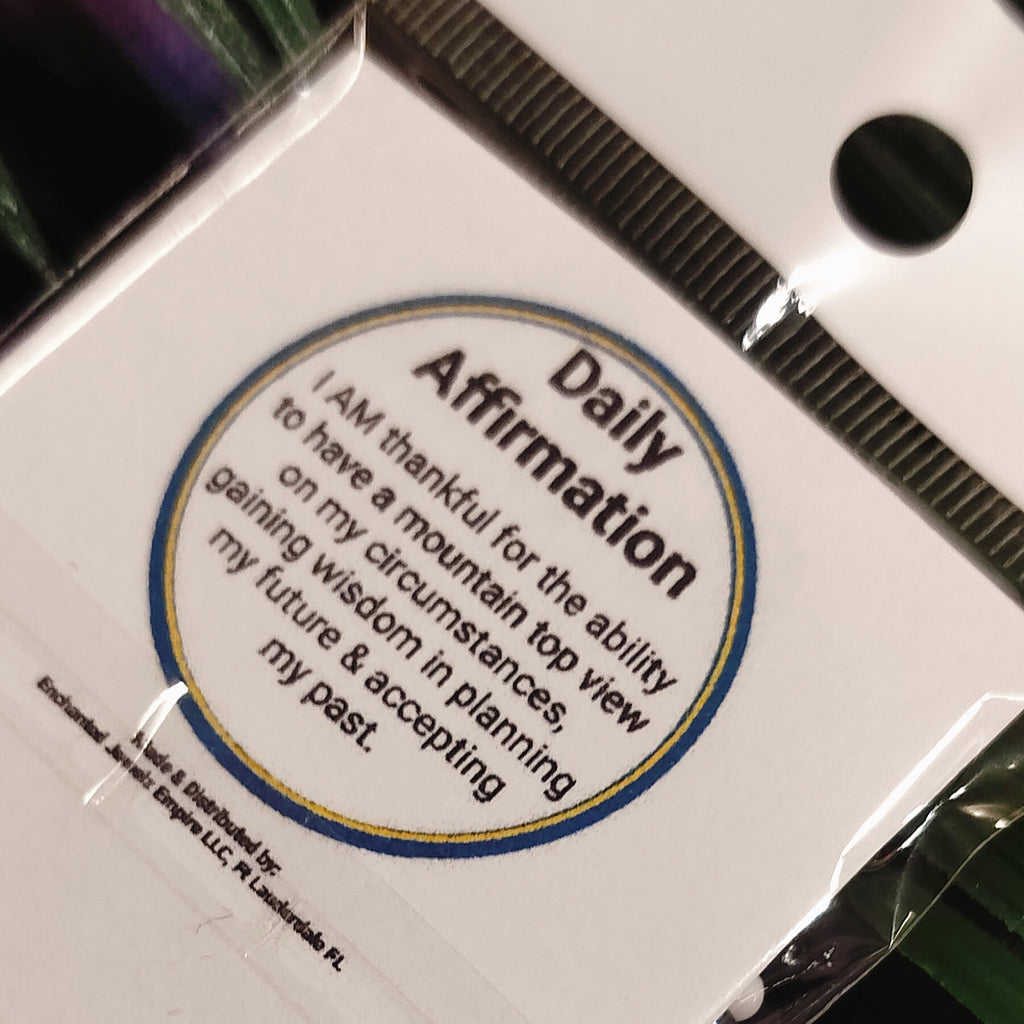 Daily
Affirmation
I AM thankful for the ability
to have a mountain top view
on my circumstances,
gaining wisdom in planning
my future & accepting
my past.
Made & Distributed by:
Enchanted Jewelz Empire LLC, Ft Lauderdale FL